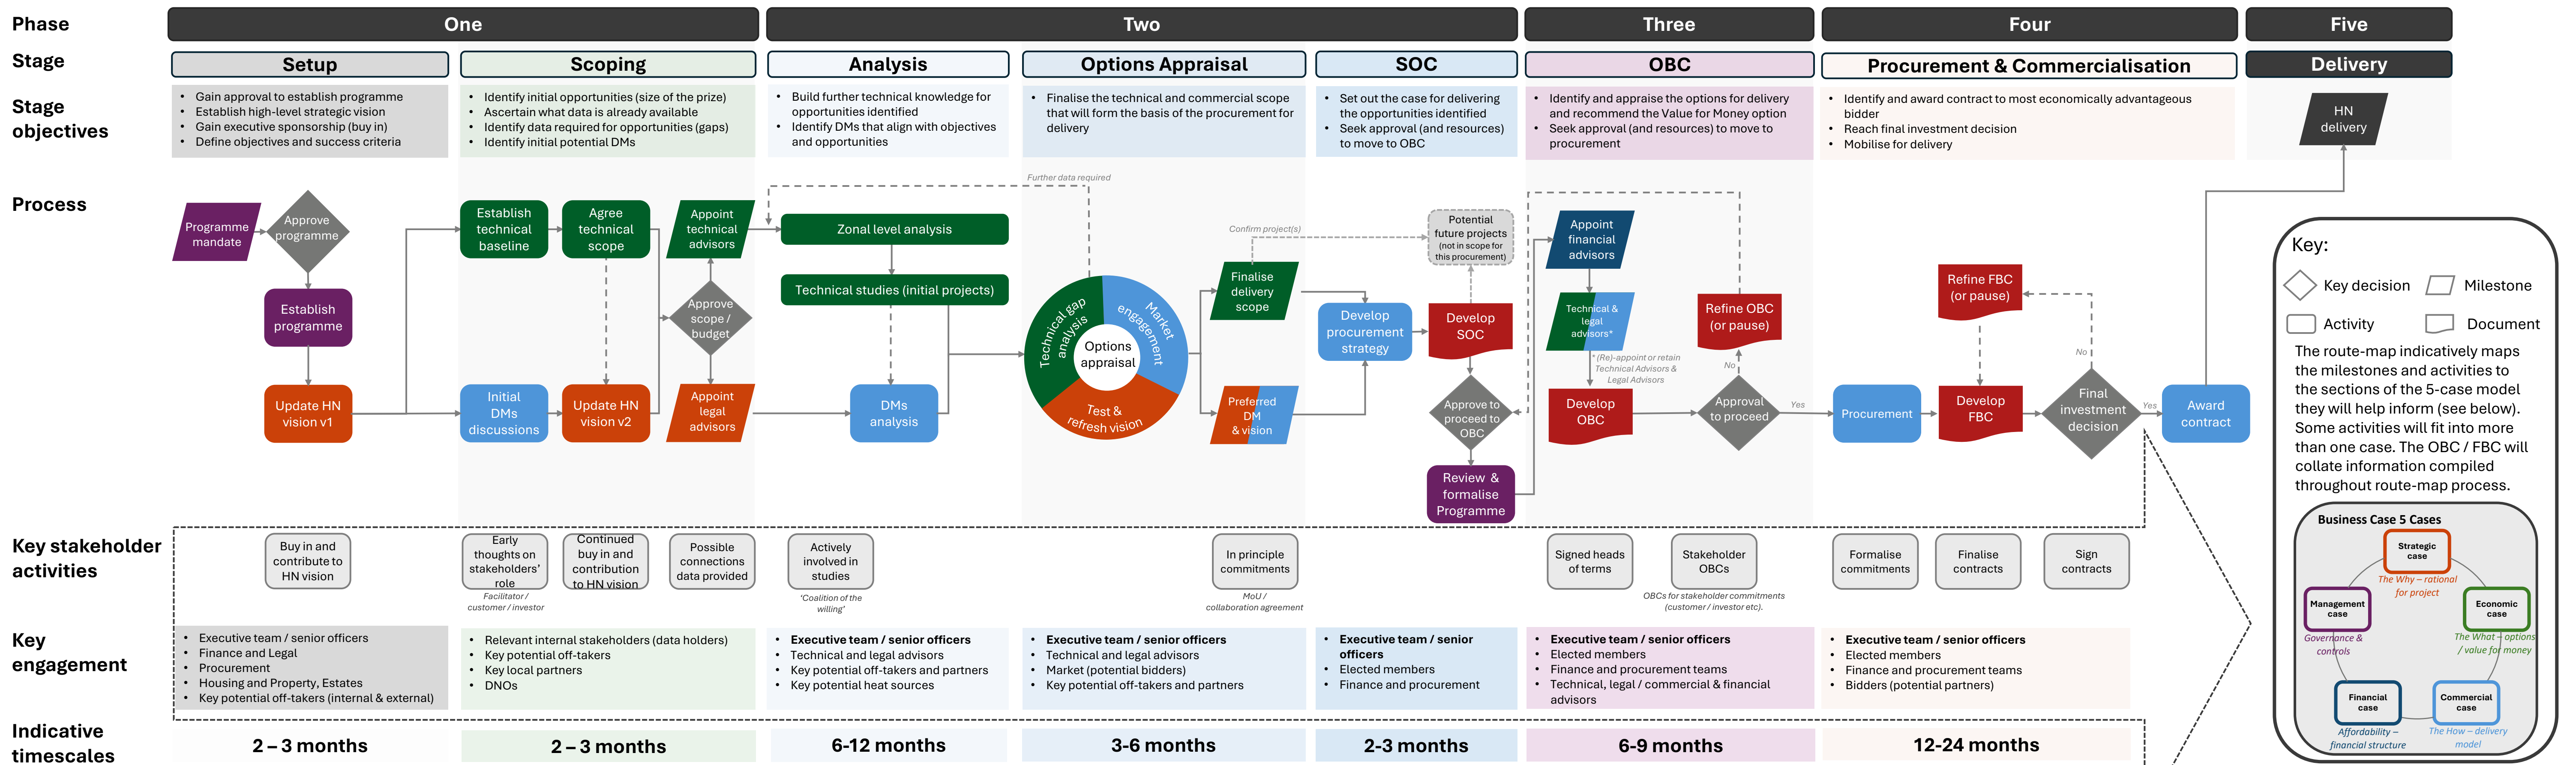 Phase
One
Two
Three
Four
Five
Stage
Setup
Scoping
Analysis
Options Appraisal
SOC
OBC
Procurement & Commercialisation
Delivery
Stage
objectives
• Gain approval to establish programme
• Establish high-level strategic vision
• Gain executive sponsorship (buy in)
• Define objectives and success criteria
• Identify initial opportunities (size of the prize)
• Ascertain what data is already available
• Identify data required for opportunities (gaps)
• Identify initial potential DMs
• Build further technical knowledge for
opportunities identified
• Identify DMs that align with objectives
and opportunities
• Finalise the technical and commercial scope
that will form the basis of the procurement for
delivery
• Set out the case for delivering
the opportunities identified
• Seek approval (and resources)
to move to OBC
• Identify and appraise the options for delivery
and recommend the Value for Money option
• Seek approval (and resources) to move to
procurement
• Identify and award contract to most economically advantageous
bidder
• Reach final investment decision
• Mobilise for delivery
HN
delivery
Process
Programme
mandate
Approve
programme
Establish
programme
Update HN
vision v1
Establish
technical
baseline
Agree
technical
scope
Appoint
technical
advisors
Approve
scope /
budget
Initial
DMs
discussions
Update HN
vision v2
Appoint
legal
advisors
Further data required
Zonal level analysis
Technical studies (initial projects)
DMs
analysis
Technical gap
analysis
Market
engagement
Test &
refresh vision
Options
appraisal
Confirm project(s)
Finalise
delivery
scope
Preferred
DM
& vision
Develop
procurement
strategy
Potential
future projects
(not in scope for
this procurement)
Develop
SOC
Approve to
proceed to
OBC
Review &
formalise
Programme
Appoint
financial
advisors
Technical &
legal
advisors*
* (Re)-appoint or retain
Technical Advisors &
Legal Advisors
Develop
OBC
Refine OBC
(or pause)
No
Approval
to proceed
Yes
Procurement
Refine FBC
(or pause)
Develop
FBC
No
Final
investment
decision
Yes
Award
contract
Key:
Key decision
Milestone
Activity
Document
The route-map indicatively maps
the milestones and activities to
the sections of the 5-case model
they will help inform (see below).
Some activities will fit into more
than one case. The OBC / FBC will
collate information compiled
throughout route-map process.
Business Case 5 Cases
Strategic
case
The Why – rational
for project
Management
case
Governance &
controls
Economic
case
The What – options
/ value for money
Financial
case
Affordability –
financial structure
Commercial
case
The How – delivery
model
Key stakeholder
activities
Buy in and
contribute to
HN vision
Early
thoughts on
stakeholders'
role
Facilitator /
customer / investor
Continued
buy in and
contribution
to HN vision
Possible
connections
data provided
Actively
involved in
studies
'Coalition of the
willing'
In principle
commitments
MoU /
collaboration agreement
Signed heads
of terms
Stakeholder
OBCs
OBCs for stakeholder commitments
(customer / investor etc).
Formalise
commitments
Finalise
contracts
Sign
contracts
Key
engagement
• Executive team / senior officers
• Finance and Legal
• Procurement
• Housing and Property, Estates
• Key potential off-takers (internal & external)
• Relevant internal stakeholders (data holders)
• Key potential off-takers
• Key local partners
• DNOs
• Executive team / senior officers
• Technical and legal advisors
• Key potential off-takers and partners
• Key potential heat sources
• Executive team / senior officers
• Technical and legal advisors
• Market (potential bidders)
• Key potential off-takers and partners
• Executive team / senior
officers
• Elected members
• Finance and procurement
• Executive team / senior officers
• Elected members
• Finance and procurement teams
• Technical, legal / commercial & financial
advisors
• Executive team / senior officers
• Elected members
• Finance and procurement teams
• Bidders (potential partners)
Indicative
timescales
2 – 3 months
2 – 3 months
6-12 months
3-6 months
2-3 months
6-9 months
12-24 months